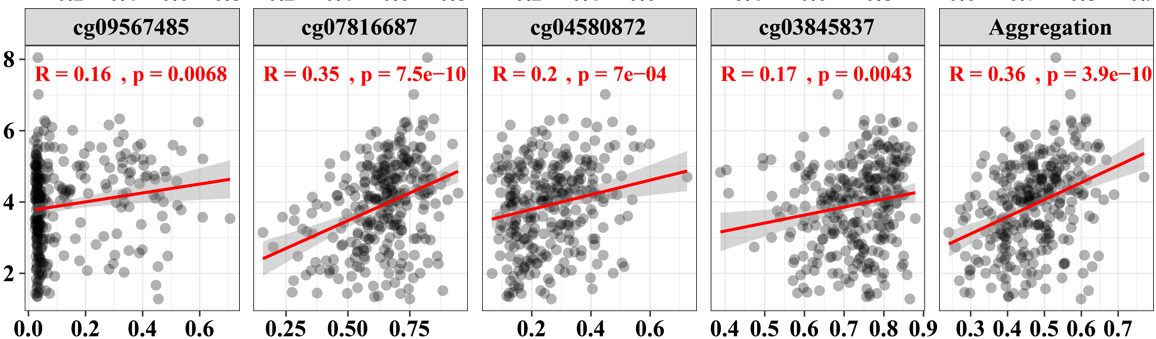 cg09567485 cg07816687 cg04580872 cg03845837 Aggregation
8
R = 0.16 , p = 0.0068 R = 0.35 , p = 7.5e−10 R = 0.2 , p = 7e−04 R = 0.17 , p = 0.0043 R = 0.36 , p = 3.9e−10
6
4
2
0.0 0.2 0.4 0.6 0.25 0.50 0.75 0.2 0.4 0.6 0.4 0.5 0.6 0.7 0.8 0.9 0.3 0.4 0.5 0.6 0.7